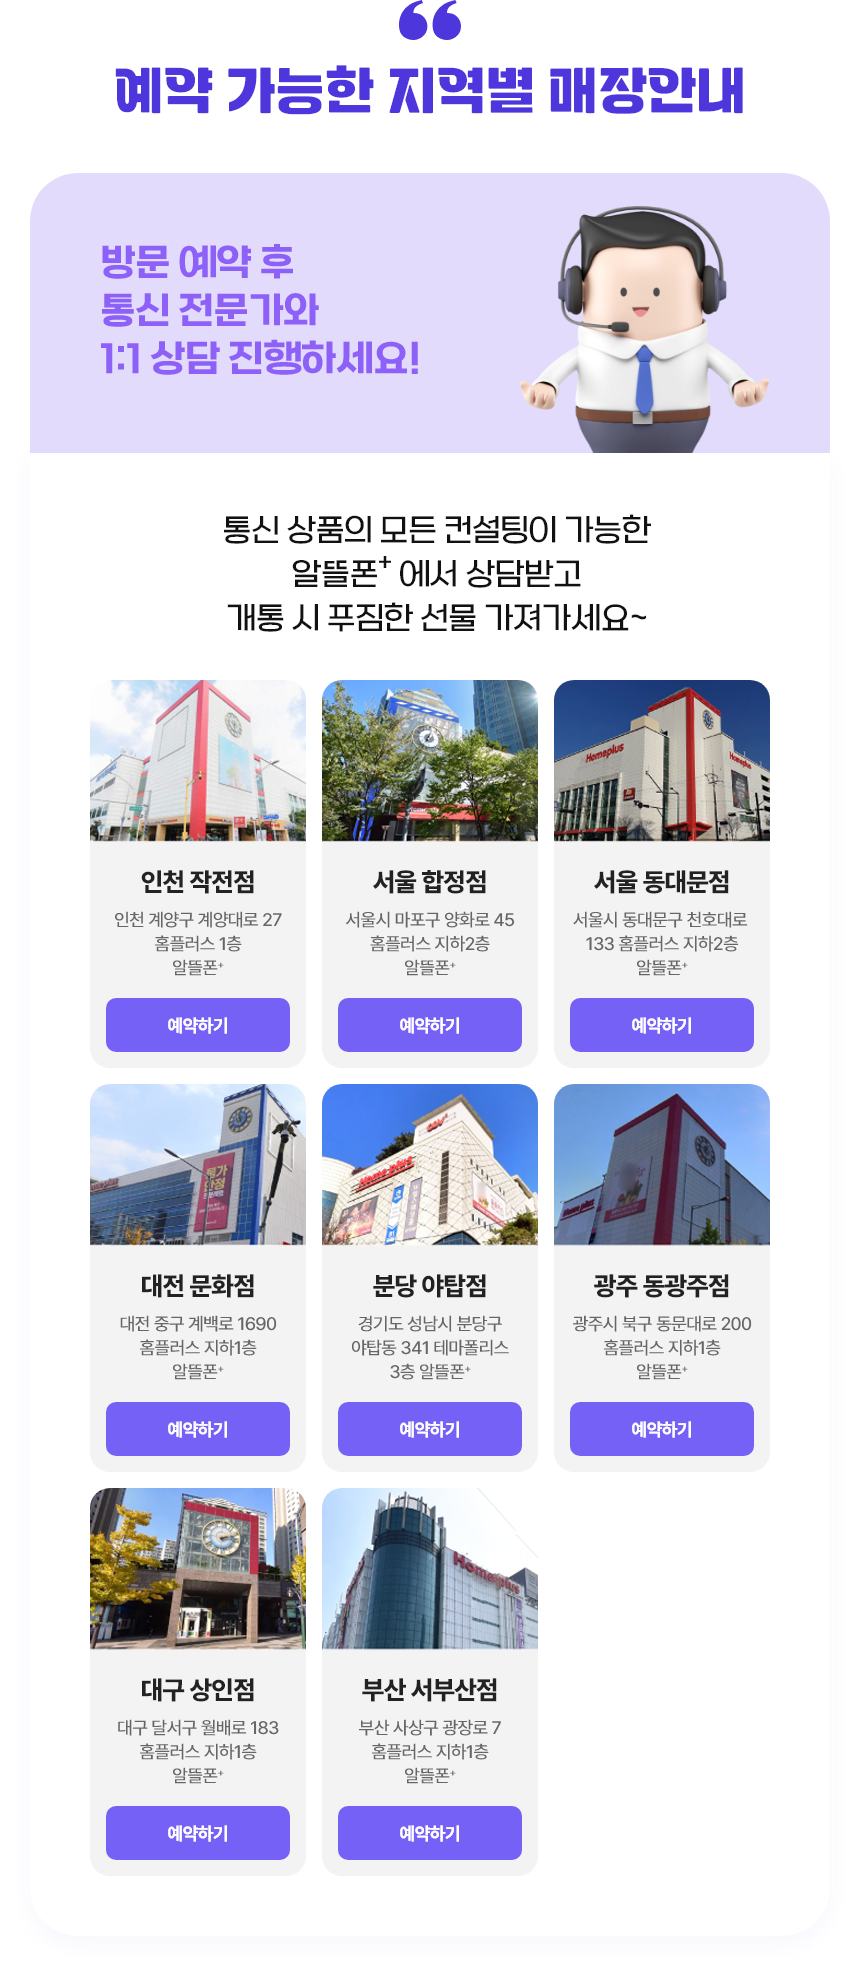 예약 가능한 지역별 매장안내
방문 예약 후
통신 전문가와
1:1 상담 진행하세요!
통신 상품의 모든 컨설팅이 가능한
알뜰폰+ 에서 상담받고
개통 시 푸짐한 선물 가져가세요~
Homeplus
Homeplus
인천 작전점
인천 계양구 계양대로 27
홈플러스 1층
알뜰폰+
예약하기
서울 합정점
서울시 마포구 양화로 45
홈플러스 지하2층
알뜰폰+
예약하기
서울 동대문점
서울시 동대문구 천호대로
133 홈플러스 지하2층
알뜰폰+
예약하기
Home plus
Home plus
대전 문화점
대전 중구 계백로 1690
홈플러스 지하1층
알뜰폰+
예약하기
분당 야탑점
경기도 성남시 분당구
야탑동 341 테마폴리스
3층 알뜰폰+
예약하기
광주 동광주점
광주시 북구 동문대로 200
홈플러스 지하1층
알뜰폰+
예약하기
Homeplus
대구 상인점
대구 달서구 월배로 183
홈플러스 지하1층
알뜰폰+
예약하기
부산 서부산점
부산 사상구 광장로 7
홈플러스 지하1층
알뜰폰+
예약하기